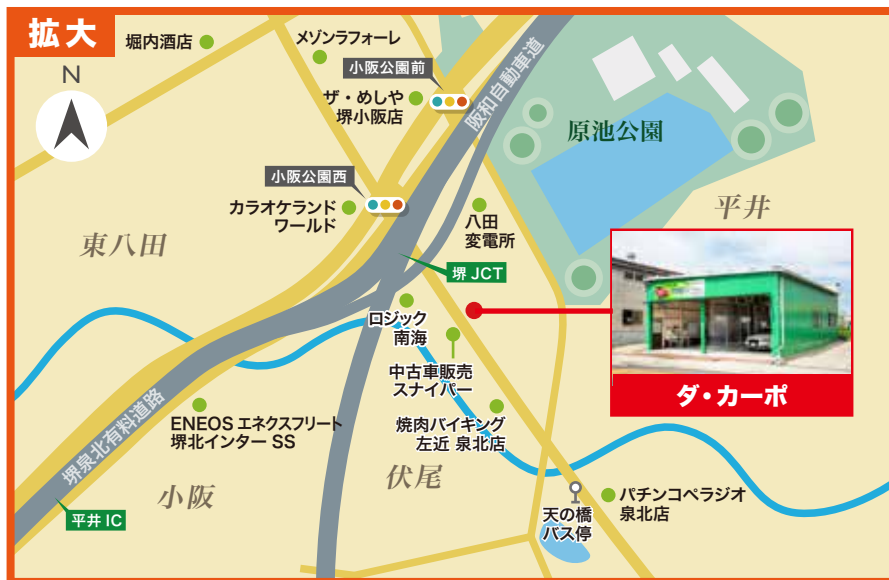 拡大
N
堀内酒店
メゾンラフォーレ
小阪公園前
ザ・めしや
堺小阪店
阪和自動車道
原池公園
小阪公園西
カラオケランド
ワールド
八田
変電所
平井
東八田
堺 JCT
ロジック
南海
中古車販売
スナイパー
ダ・カーポ
堺泉北有料道路
ENEOS エネクスフリート
堺北インター SS
焼肉バイキング
左近 泉北店
伏尾
小阪
平井 IC
天の橋
バス停
パチンコペラジオ
泉北店